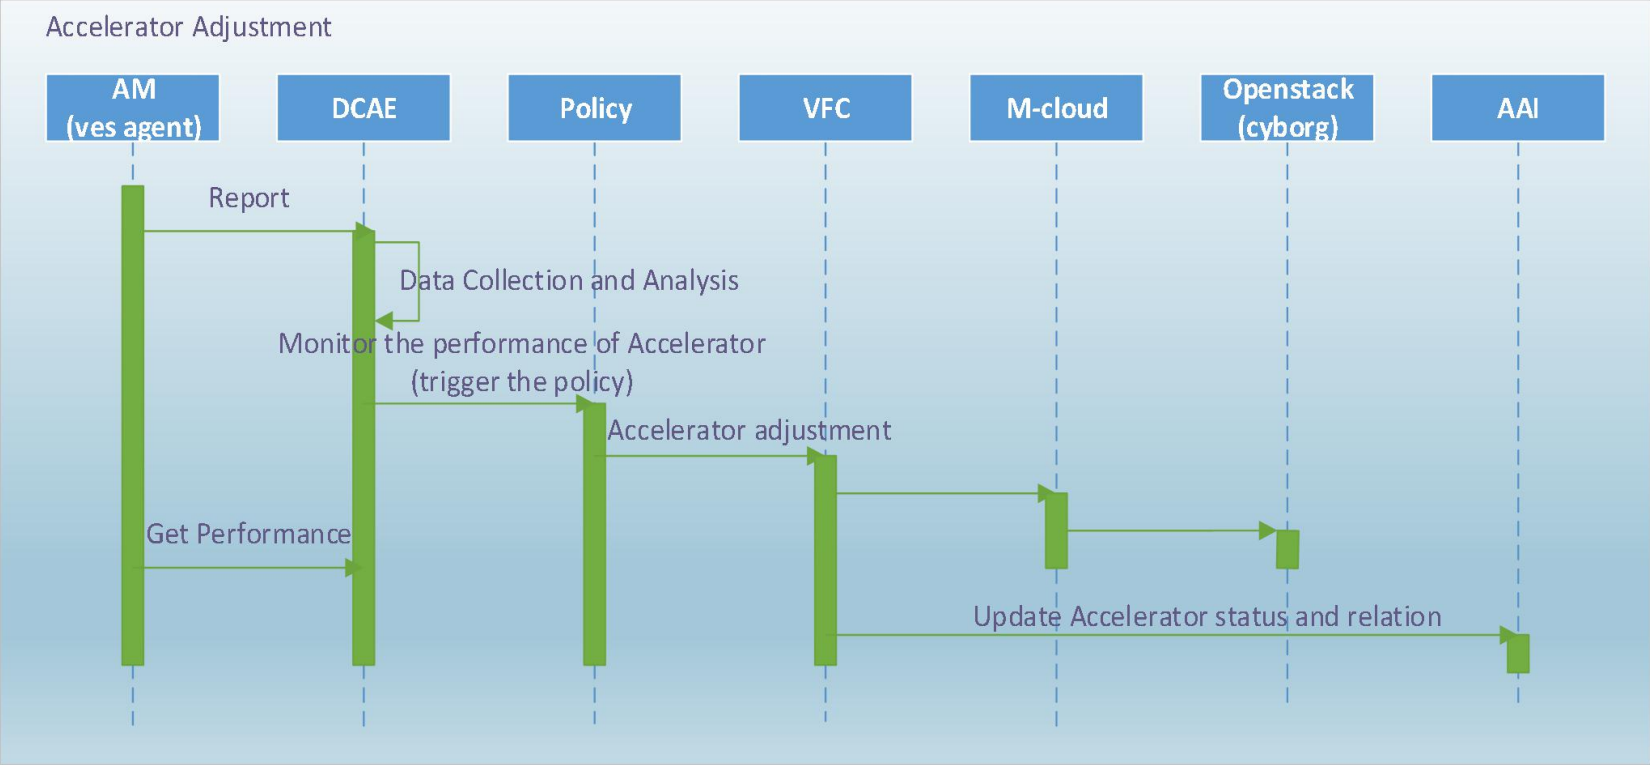 Accelerator Adjustment
AM
(ves agent)
DCAE
Policy
VFC
M-cloud
Openstack
(cyborg)
AAI
Report
Data Collection and Analysis
Monitor the performance of Accelerator
(trigger the policy)
Accelerator adjustment
Get Performance
Update Accelerator status and relation